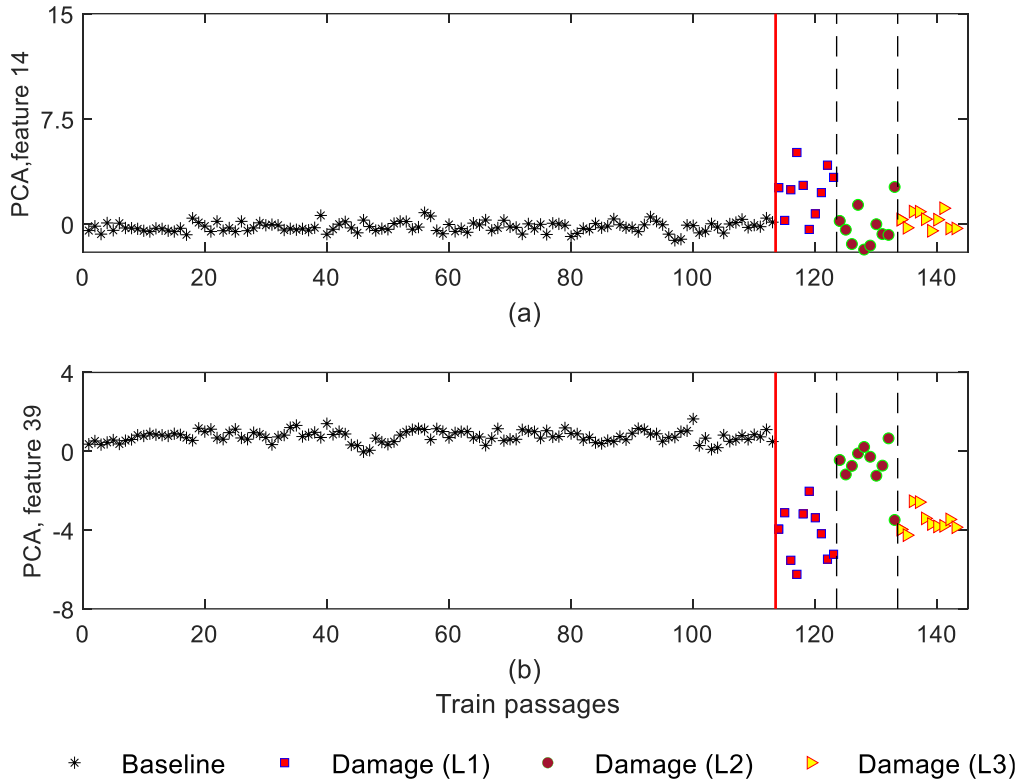 15
7.5
0
PCA,feature 14
0 20 40 60 80 100 120 140
(a)
4
0
-4
-8
PCA, feature 39
0 20 40 60 80 100 120 140
(b)
Train passages
Baseline Damage (L1) Damage (L2) Damage (L3)